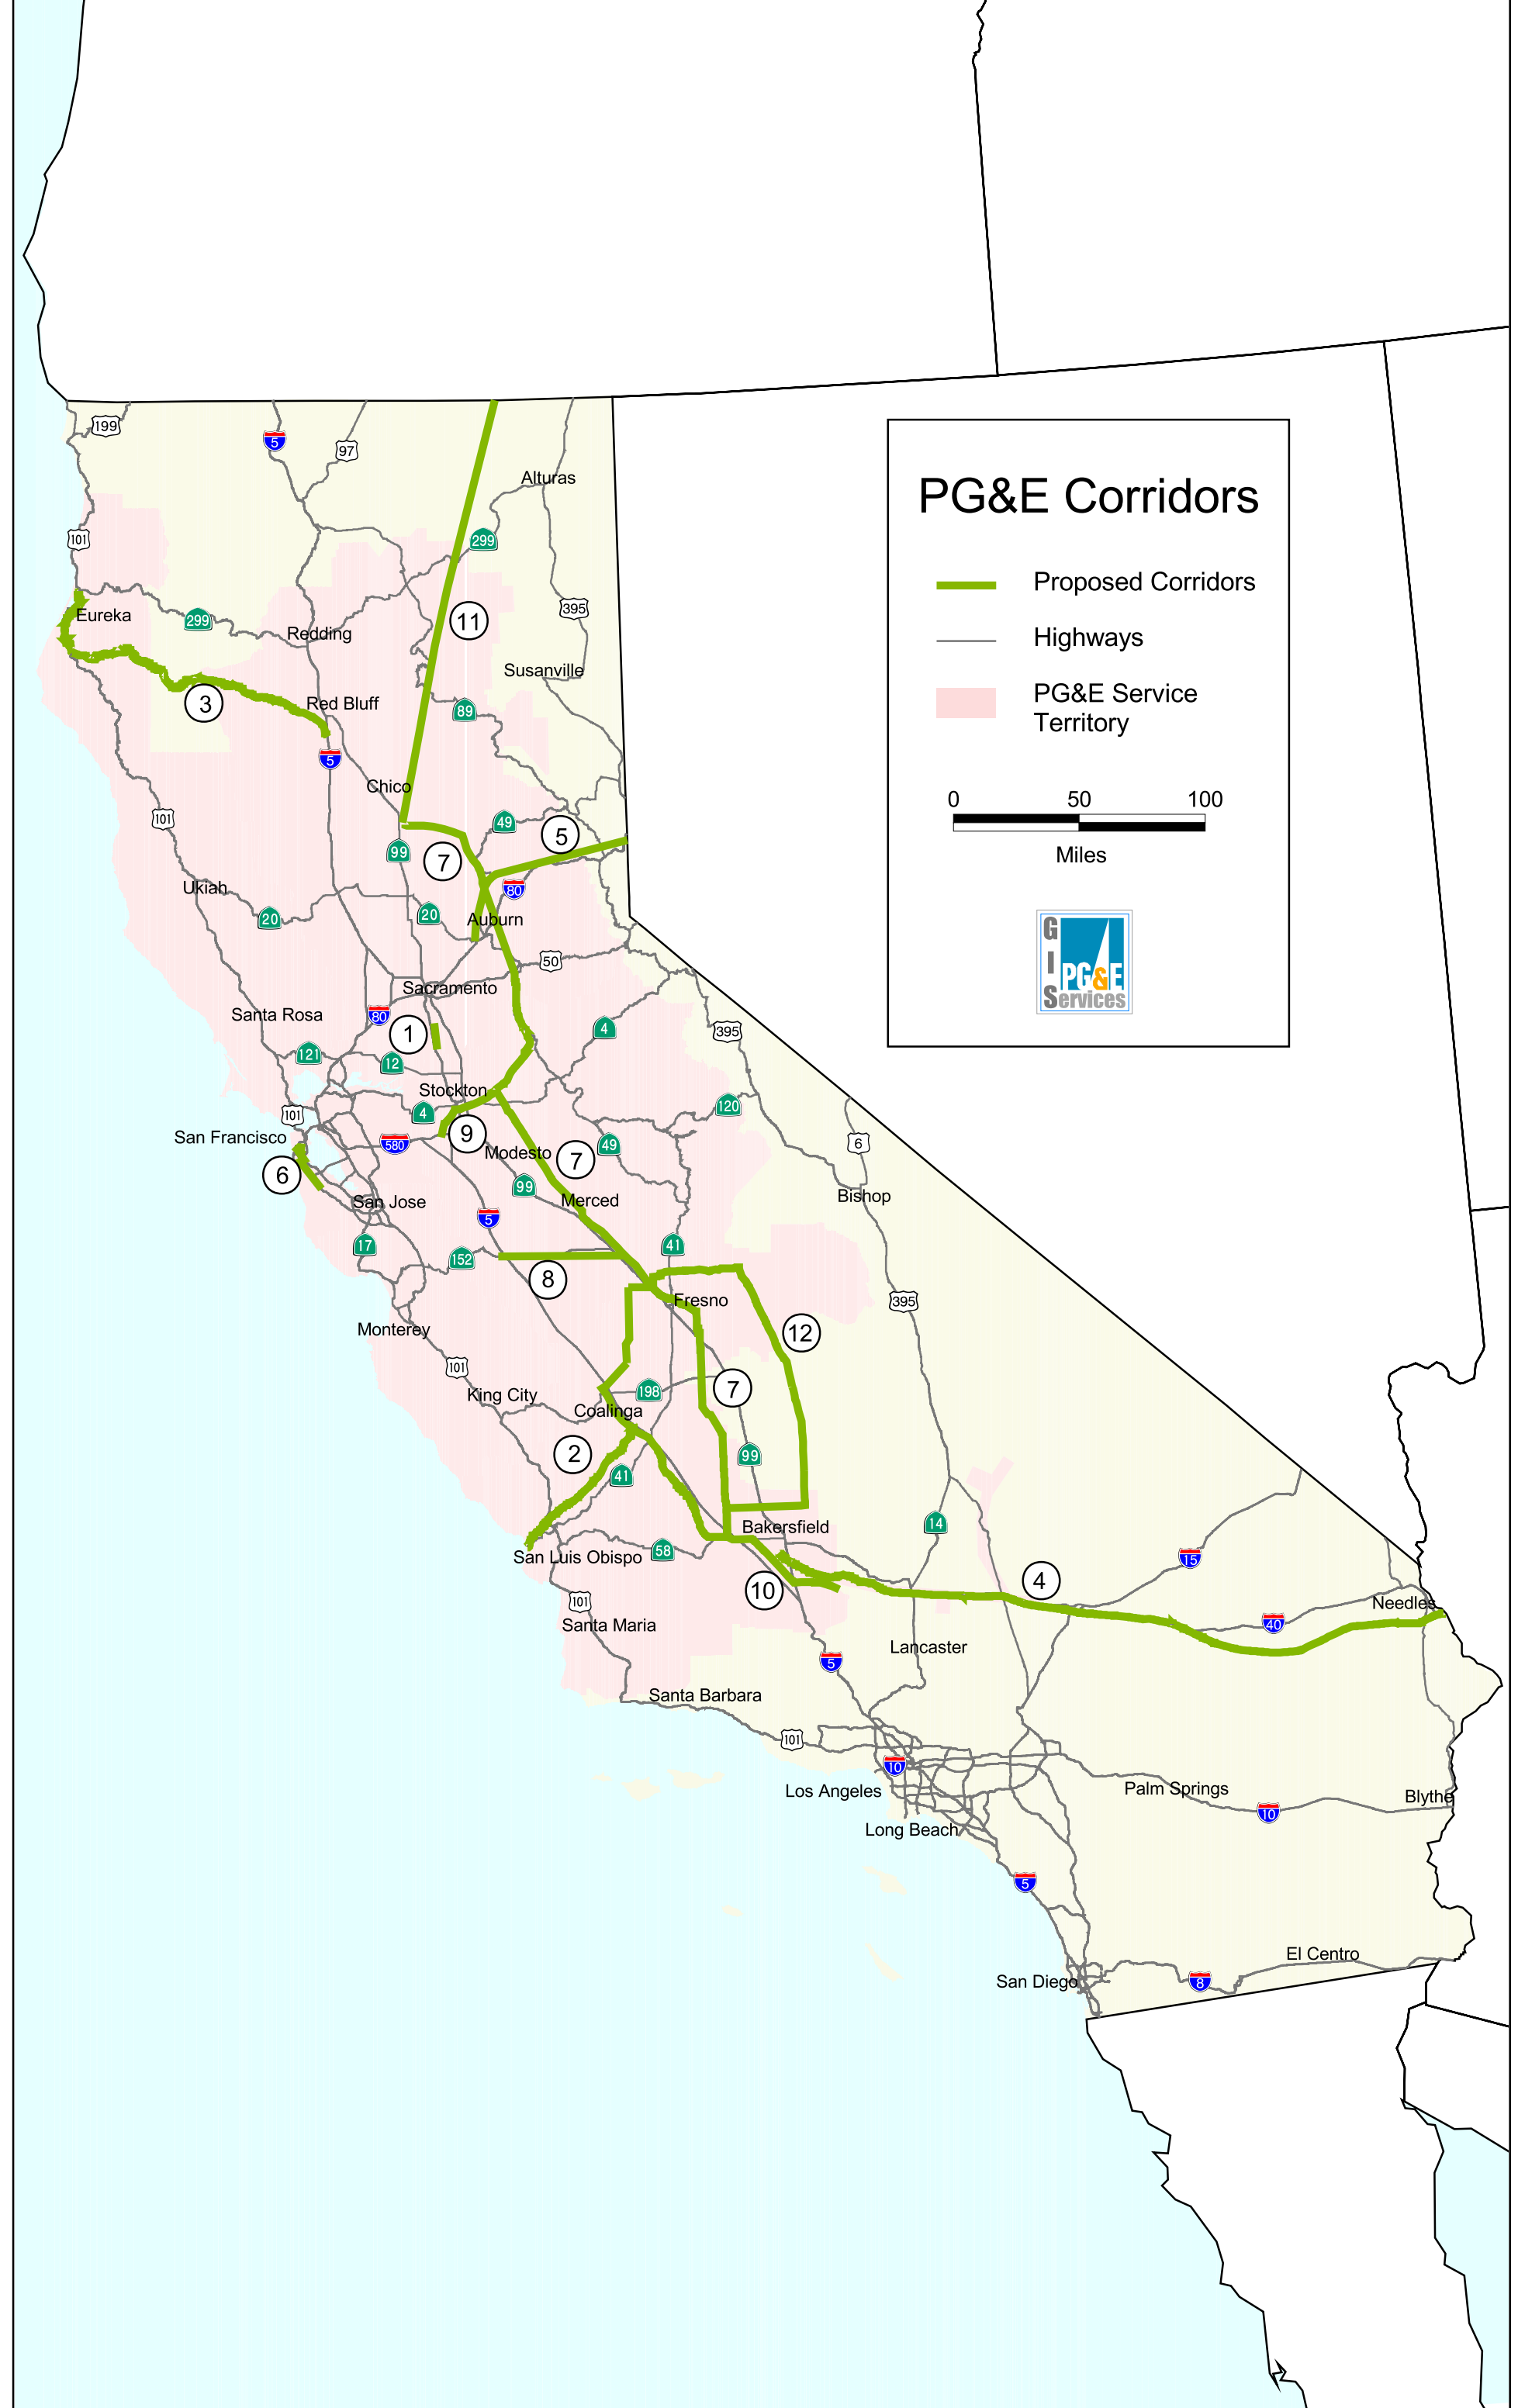 199
5
97
Alturas
PG&E Corridors
101
299
Proposed Corridors
395
Eureka
299
11
Redding
Highways
Susanville
3
Red Bluff
89
PG&E Service
Territory
5
Chico
0 50 100
101
49
5
99
7
Miles
Ukiah
80
20
20
Auburn
G
I
S
PG&E
Services
50
Sacramento
Santa Rosa
80
1
4
395
121
12
Stockton
101
4
120
San Francisco
580
9
Modesto
49
6
6
7
99
Merced
Bishop
San Jose
5
17
152
41
8
Fresno
395
Monterey
12
101
King City
198
7
Coalinga
2
41
99
Bakersfield
14
San Luis Obispo
58
15
10
4
101
Needles
40
Santa Maria
Lancaster
5
Santa Barbara
101
10
Los Angeles
Palm Springs
Blythe
10
Long Beach
5
El Centro
San Diego
8